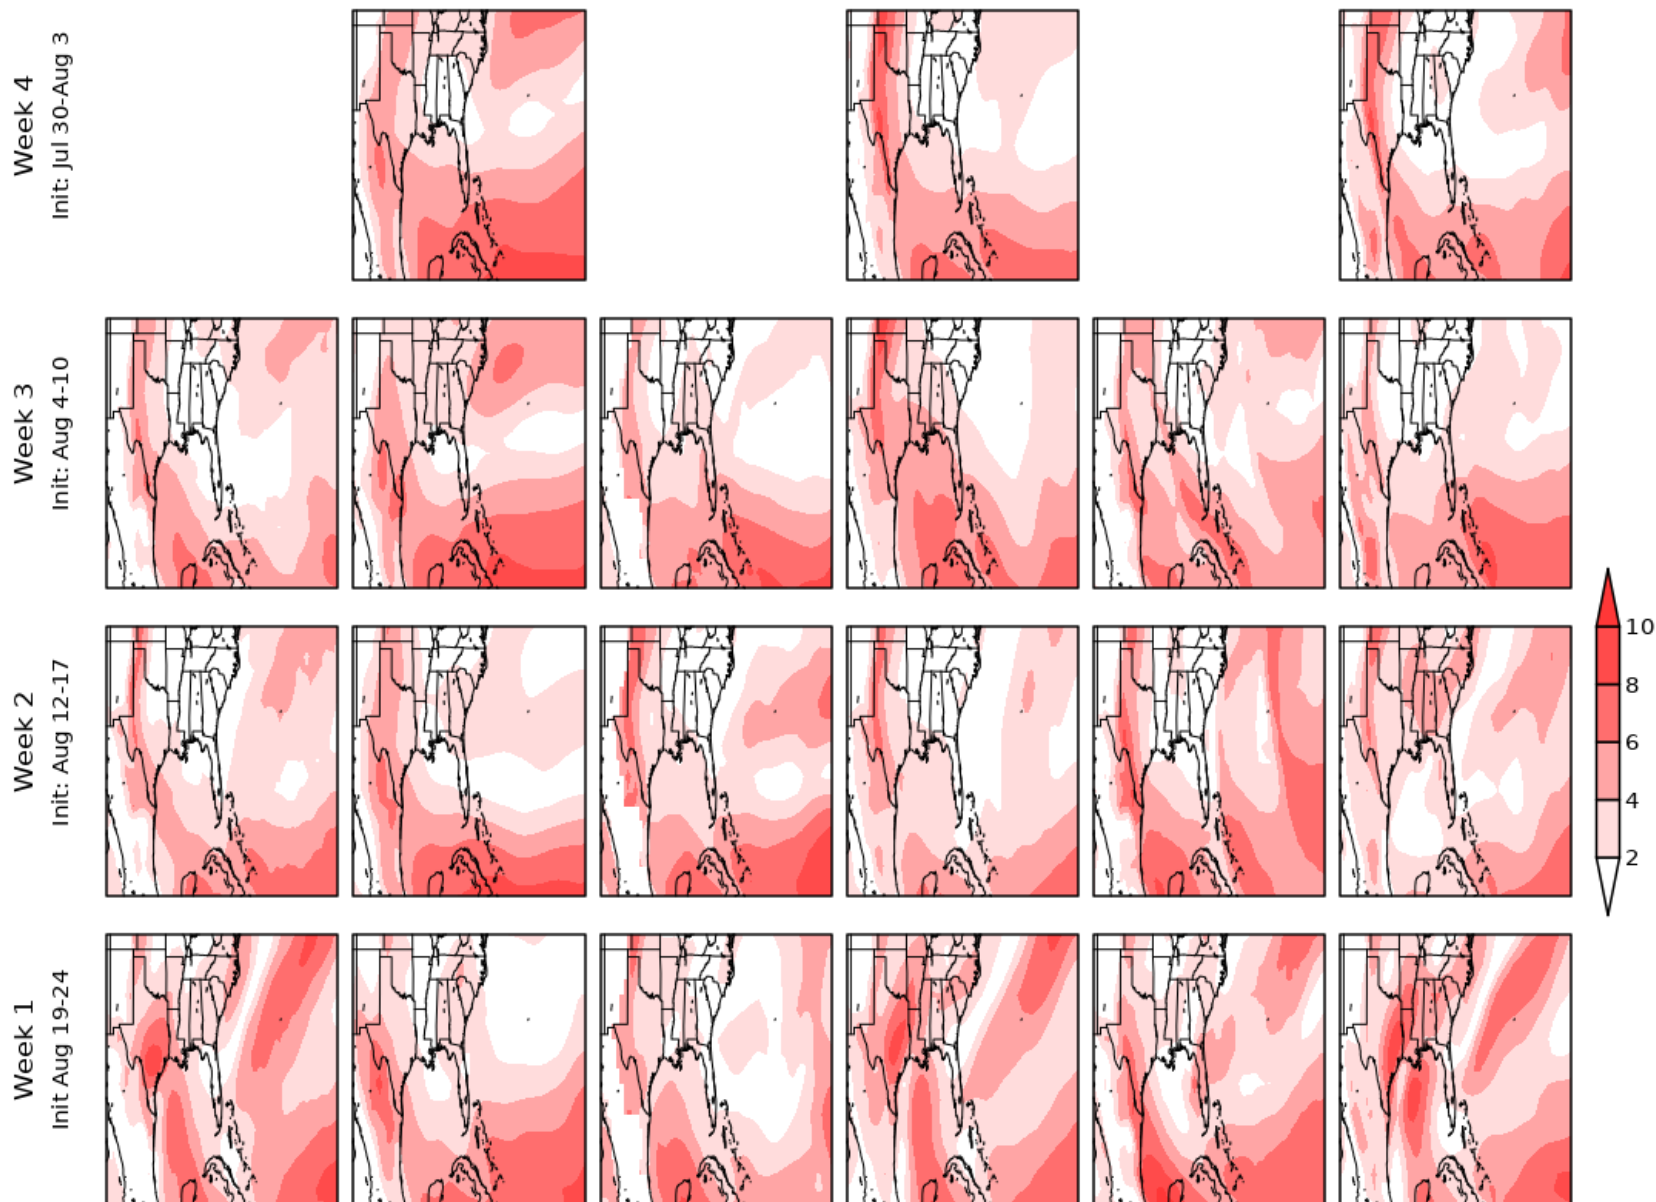 Week 4
Init: Jul 30-Aug 3
Week 3
Init: Aug 4-10
Week 2
Init: Aug 12-17
Week 1
Init Aug 19-24
10
8
6
4
2